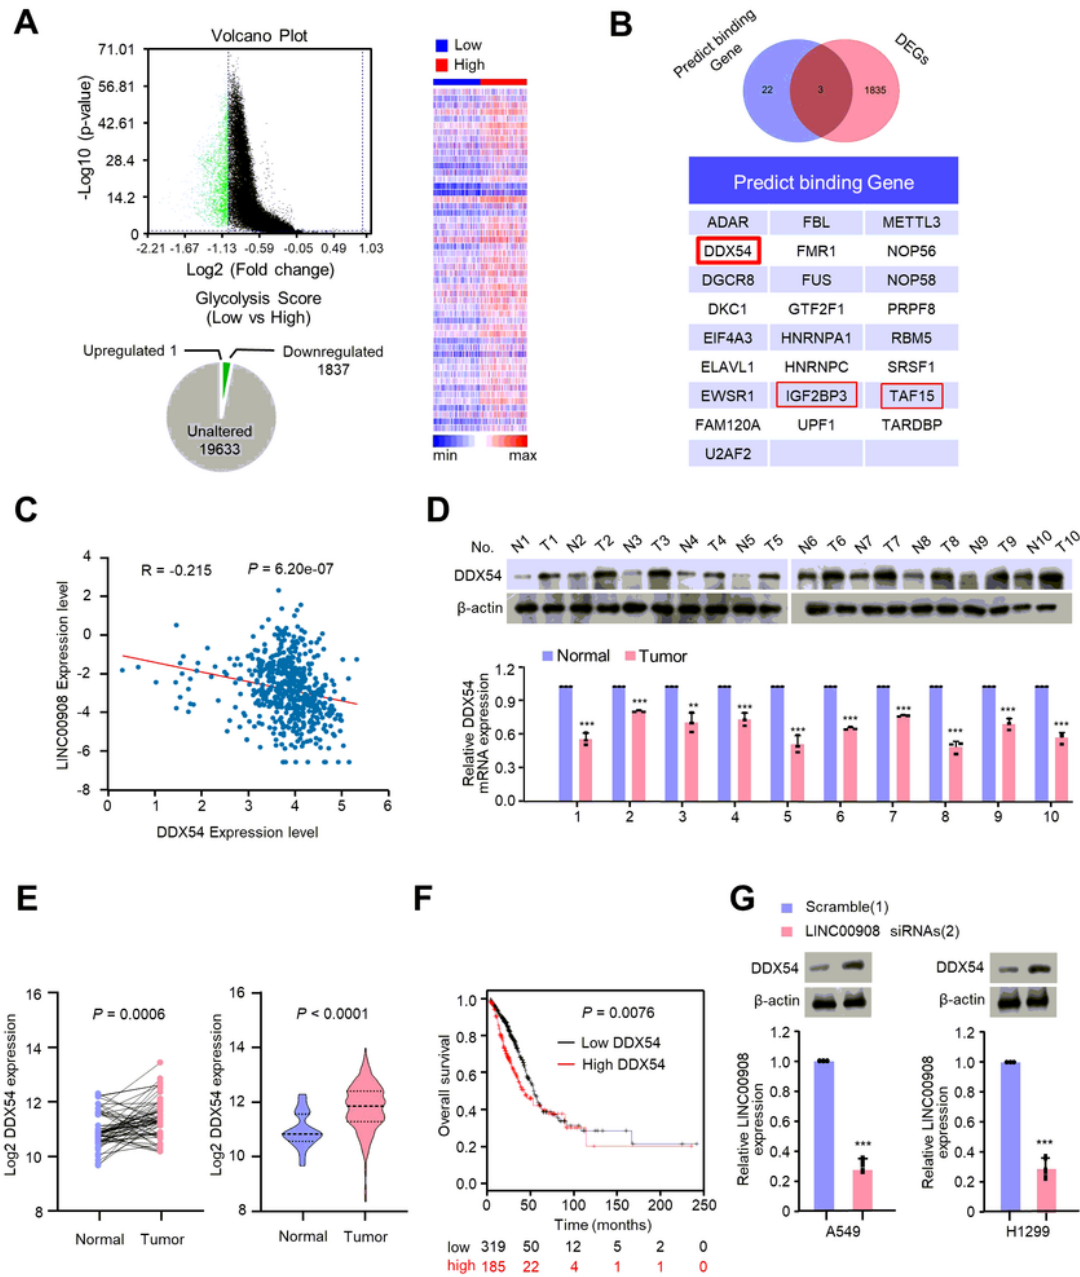 A
Volcano Plot
71.01
56.81
42.61
28.4
14.2
0
-Log10 (p-value)
-2.21 -1.67 -1.13 -0.59 -0.05 0.49 1.03
Log2 (Fold change)
Glycolysis Score
(Low vs High)
Upregulated 1
Downregulated
1837
Unaltered
19633
Low
High
min max
B
Predict binding
Gene
DEGs
22 3 1835
Predict binding Gene
ADAR FBL METTL3
DDX54 FMR1 NOP56
DGCR8 FUS NOP58
DKC1 GTF2F1 PRPF8
EIF4A3 HNRNPA1 RBM5
ELAVL1 HNRNPC SRSF1
EWSR1 IGF2BP3 TAF15
FAM120A UPF1 TARDBP
U2AF2
C
LINC00908 Expression level
4
2
0
-2
-4
-6
-8
R = -0.215 P = 6.20e-07
0 1 2 3 4 5 6
DDX54 Expression level
D
No. N1 T1 N2 T2 N3 T3 N4 T4 N5 T5 N6 T6 N7 T7 N8 T8 N9 T9 N10 T10
DDX54
β-actin
Normal Tumor
Relative DDX54
mRNA expression
1.2
0.9
0.6
0.3
0.0
*** *** ** *** *** *** *** *** *** ***
1 2 3 4 5 6 7 8 9 10
E
Log2 DDX54 expression
16
14
12
10
8
P = 0.0006
Normal Tumor
Log2 DDX54 expression
16
14
12
10
8
P < 0.0001
Normal Tumor
F
Overall survival
1.0
0.8
0.6
0.4
0.2
0.0
P = 0.0076
Low DDX54
High DDX54
0 50 100 150 200 250
Time (months)
low 319 50 12 5 2 0
high 185 22 4 1 1 0
G
Scramble(1)
LINC00908 siRNAs(2)
DDX54
β-actin
Relative LINC00908
expression
1.2
1.0
0.8
0.6
0.4
0.2
0
***
A549
DDX54
β-actin
Relative LINC00908
expression
1.2
1.0
0.8
0.6
0.4
0.2
0
***
H1299